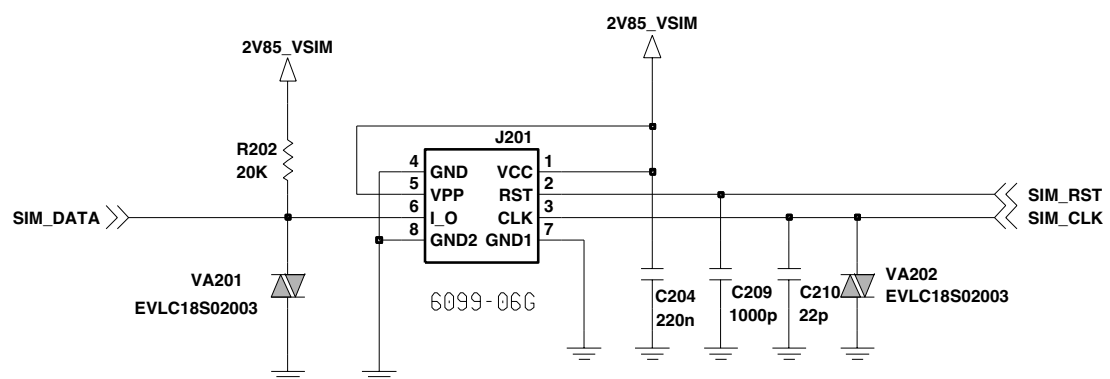 2V85_VSIM
2V85_VSIM
J201
R202
20K
4 GND VCC 1
5 VPP RST 2
6 I_O CLK 3
8 GND2 GND1 7
SIM_DATA
SIM_RST
SIM_CLK
VA201
EVLC18S02003
6099-06G
C204
220n
C209
1000p
C210
22p
VA202
EVLC18S02003